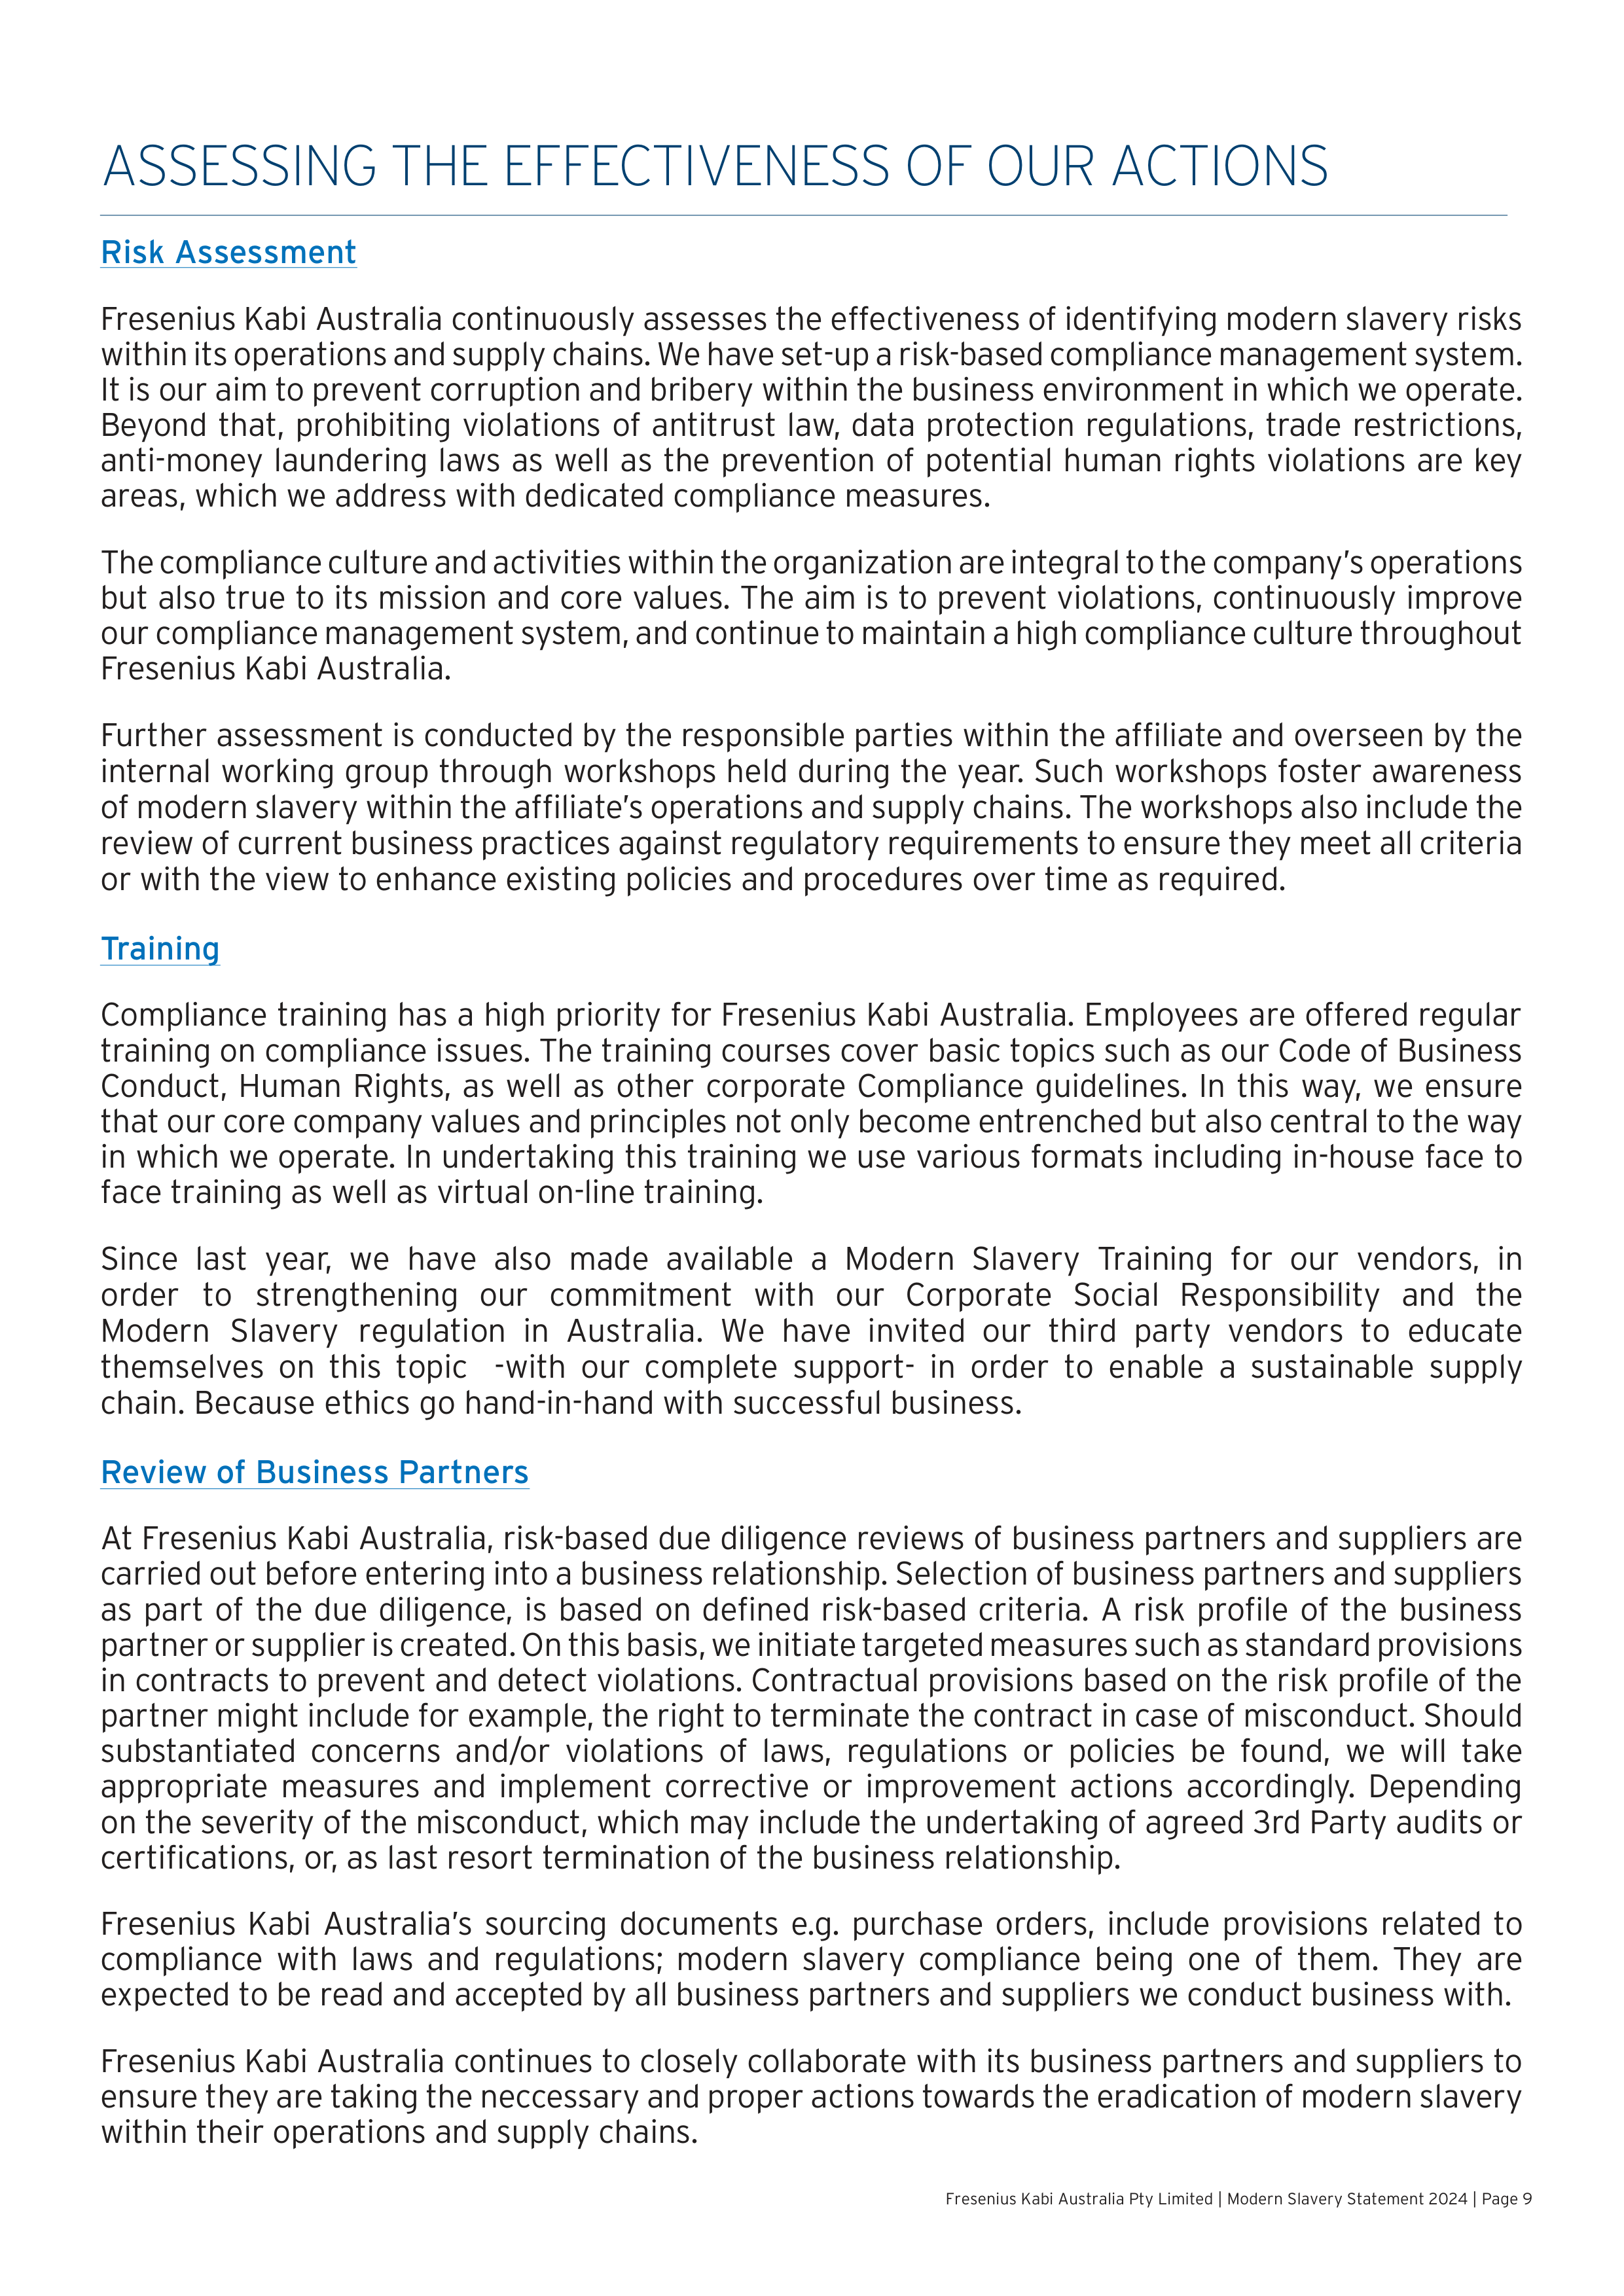 ASSESSING THE EFFECTIVENESS OF OUR ACTIONS
Risk Assessment
Fresenius Kabi Australia continuously assesses the effectiveness of identifying modern slavery risks
within its operations and supply chains. We have set-up a risk-based compliance management system.
It is our aim to prevent corruption and bribery within the business environment in which we operate.
Beyond that, prohibiting violations of antitrust law, data protection regulations, trade restrictions,
anti-money laundering laws as well as the prevention of potential human rights violations are key
areas, which we address with dedicated compliance measures.
The compliance culture and activities within the organization are integral to the company's operations
but also true to its mission and core values. The aim is to prevent violations, continuously improve
our compliance management system, and continue to maintain a high compliance culture throughout
Fresenius Kabi Australia.
Further assessment is conducted by the responsible parties within the affiliate and overseen by the
internal working group through workshops held during the year. Such workshops foster awareness
of modern slavery within the affiliate's operations and supply chains. The workshops also include the
review of current business practices against regulatory requirements to ensure they meet all criteria
or with the view to enhance existing policies and procedures over time as required.
Training
Compliance training has a high priority for Fresenius Kabi Australia. Employees are offered regular
training on compliance issues. The training courses cover basic topics such as our Code of Business
Conduct, Human Rights, as well as other corporate Compliance guidelines. In this way, we ensure
that our core company values and principles not only become entrenched but also central to the way
in which we operate. In undertaking this training we use various formats including in-house face to
face training as well as virtual on-line training.
Since last year, we have also made available a Modern Slavery Training for our vendors, in
order to strengthening our commitment with our Corporate Social Responsibility and the
Modern Slavery regulation in Australia. We have invited our third party vendors to educate
themselves on this topic -with our complete support- in order to enable a sustainable supply
chain. Because ethics go hand-in-hand with successful business.
Review of Business Partners
At Fresenius Kabi Australia, risk-based due diligence reviews of business partners and suppliers are
carried out before entering into a business relationship. Selection of business partners and suppliers
as part of the due diligence, is based on defined risk-based criteria. A risk profile of the business
partner or supplier is created. On this basis, we initiate targeted measures such as standard provisions
in contracts to prevent and detect violations. Contractual provisions based on the risk profile of the
partner might include for example, the right to terminate the contract in case of misconduct. Should
substantiated concerns and/or violations of laws, regulations or policies be found, we will take
appropriate measures and implement corrective or improvement actions accordingly. Depending
on the severity of the misconduct, which may include the undertaking of agreed 3rd Party audits or
certifications, or, as last resort termination of the business relationship.
Fresenius Kabi Australia's sourcing documents e.g. purchase orders, include provisions related to
compliance with laws and regulations; modern slavery compliance being one of them. They are
expected to be read and accepted by all business partners and suppliers we conduct business with.
Fresenius Kabi Australia continues to closely collaborate with its business partners and suppliers to
ensure they are taking the neccessary and proper actions towards the eradication of modern slavery
within their operations and supply chains.
Fresenius Kabi Australia Pty Limited | Modern Slavery Statement 2024 | Page 9